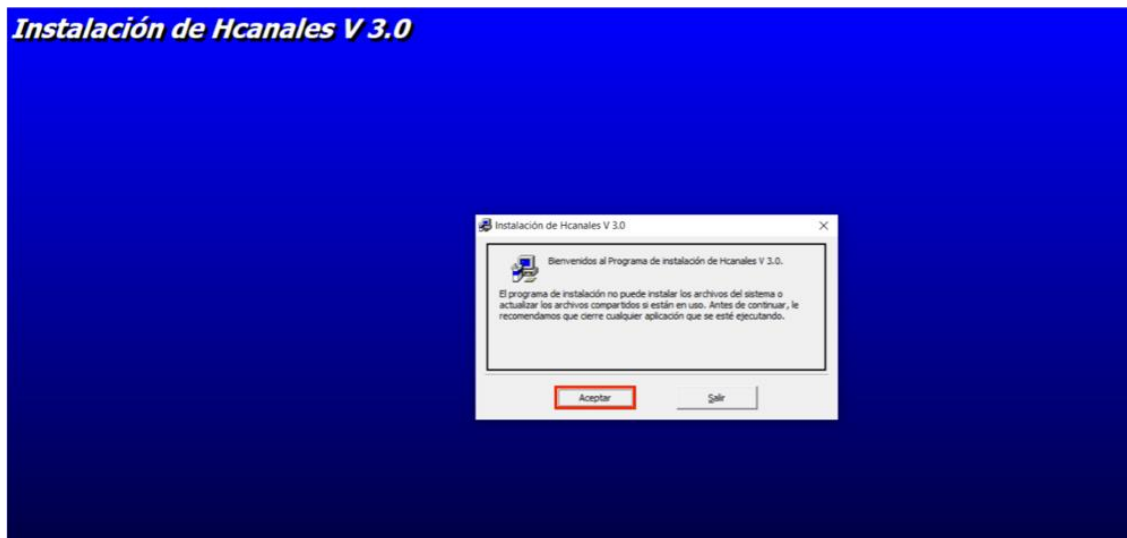 Instalación de Hcanales V 3.0
Instalación de Hcanales V 3.0
Bienvenidos al Programa de instalación de Hcanales V 3.0.
El programa de instalación no puede instalar los archivos del sistema o
actualizar los archivos compartidos si están en uso. Antes de continuar, le
recomendamos que cierre cualquier aplicación que se esté ejecutando.
Aceptar
Salir